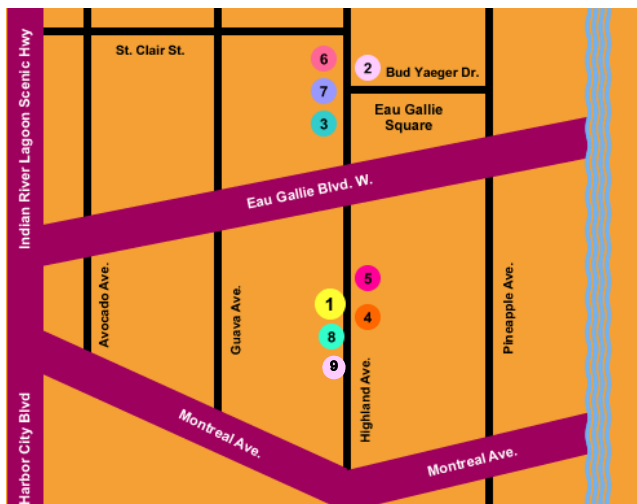 Indian River Lagoon Scenic Hwy
St. Clair St.
6
2
Bud Yaeger Dr.
7
3
Eau Gallie
Square
Eau Gallie Blvd. W.
Avocado Ave.
Guava Ave.
5
1
4
8
9
Highland Ave.
Pineapple Ave.
Harbor City Blvd
Montreal Ave.
Montreal Ave.